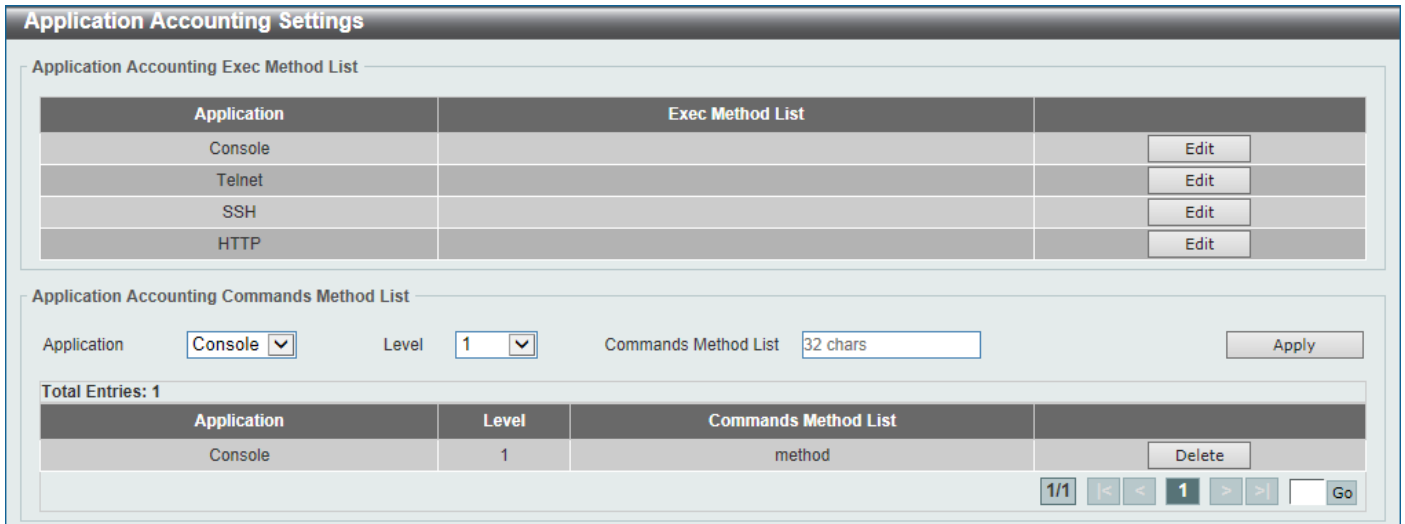 Application Accounting Settings
Application Accounting Exec Method List
Application Exec Method List
Console Edit
Telnet Edit
SSH Edit
HTTP Edit
Application Accounting Commands Method List
Application Console Level 1 Commands Method List 32 chars Apply
Total Entries: 1
Application Level Commands Method List
Console 1 method Delete
1/1 |< < 1 > >| Go